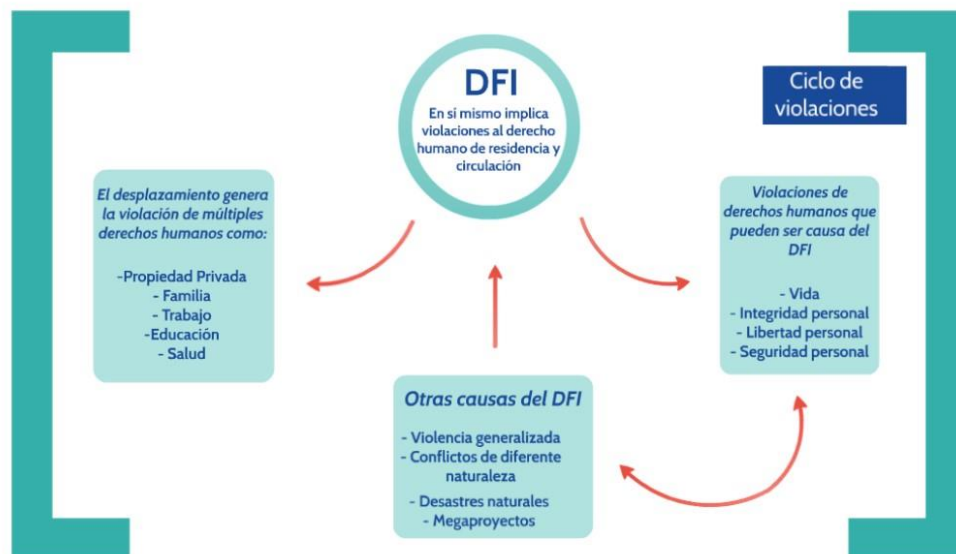 DFI
En sí mismo implica
violaciones al derecho
humano de residencia y
circulación
Ciclo de
violaciones
El desplazamiento genera
la violación de múltiples
derechos humanos como:
-Propiedad Privada
- Familia
- Trabajo
-Educación
- Salud
Violaciones de
derechos humanos que
pueden ser causa del
DFI
- Vida
- Integridad personal
- Libertad personal
- Seguridad personal
Otras causas del DFI
- Violencia generalizada
- Conflictos de diferente
naturaleza
- Desastres naturales
- Megaproyectos